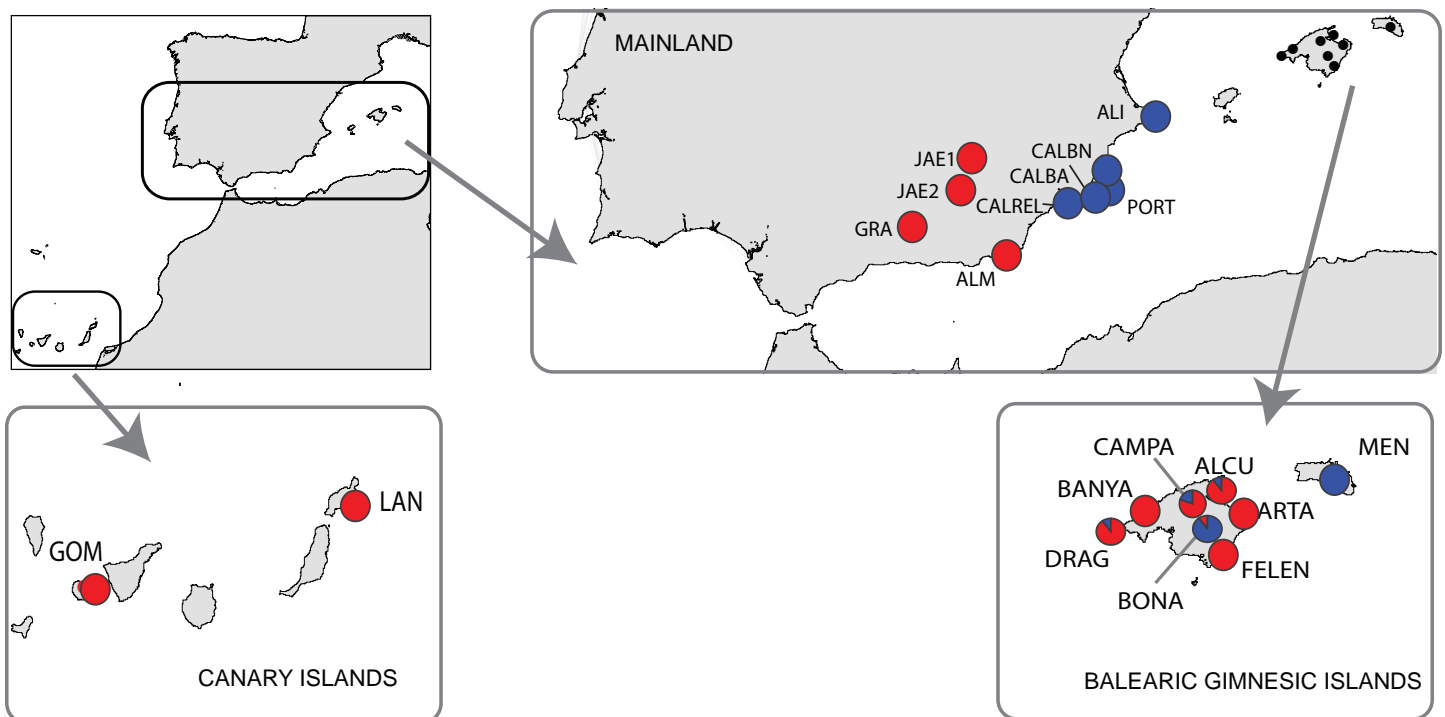 MAINLAND
ALI
CALBN
JAE1
CALBA
JAE2
CALREL
PORT
GRA
ALM
LAN
GOM
CANARY ISLANDS
CAMPA
MEN
ALCU
BANYA
ARTA
DRAG
FELEN
BONA
BALEARIC GIMNESIC ISLANDS